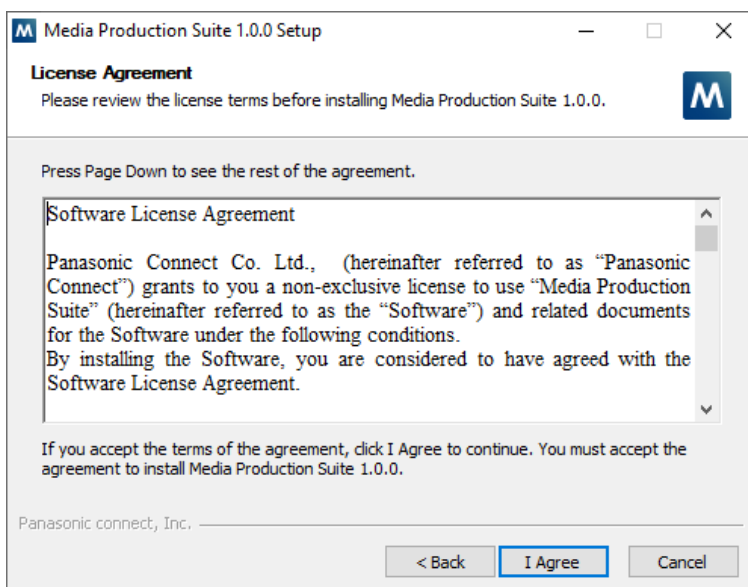 M Media Production Suite 1.0.0 Setup
License Agreement
Please review the license terms before installing Media Production Suite 1.0.0.
M
Press Page Down to see the rest of the agreement.
Software License Agreement
Panasonic Connect Co. Ltd., (hereinafter referred to as “Panasonic
Connect”) grants to you a non-exclusive license to use “Media Production
Suite” (hereinafter referred to as the “Software”) and related documents
for the Software under the following conditions.
By installing the Software, you are considered to have agreed with the
Software License Agreement.
If you accept the terms of the agreement, click I Agree to continue. You must accept the
agreement to install Media Production Suite 1.0.0.
Panasonic connect, Inc.
< Back
I Agree
Cancel